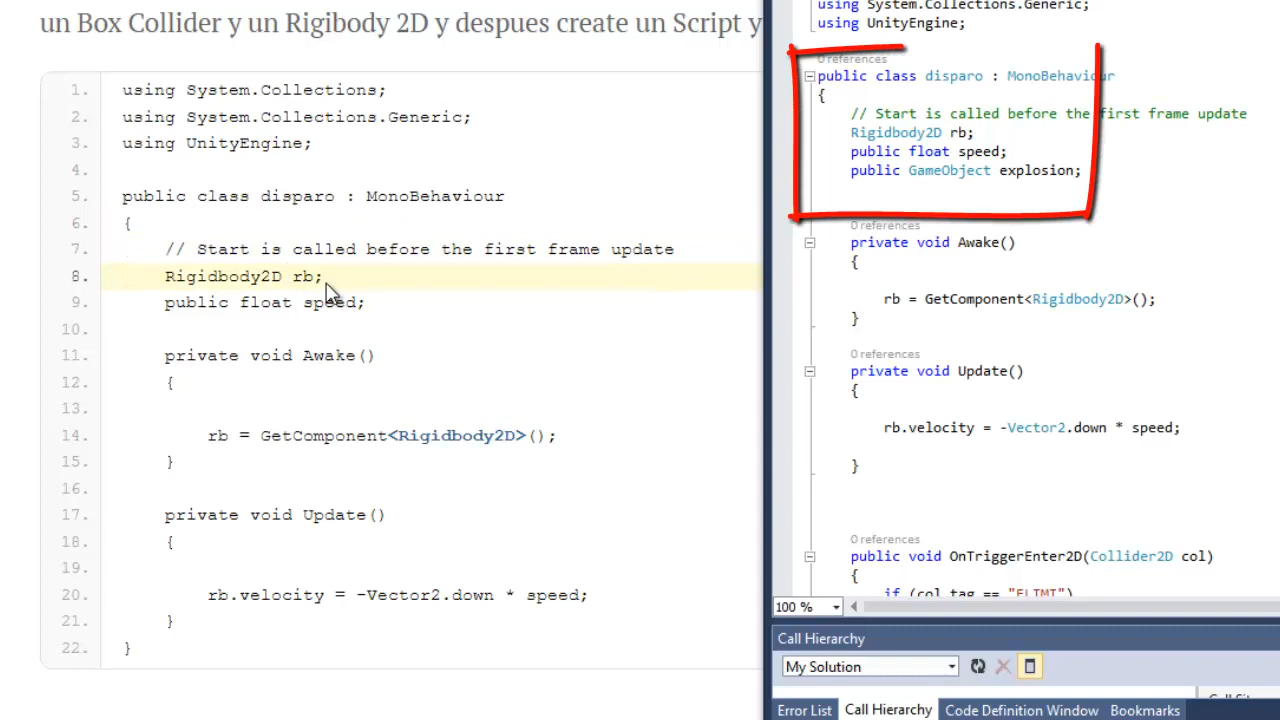 un Box Collider y un Rigibody 2D y despues create un Script y
1. using System.Collections;
2. using System.Collections.Generic;
3. using UnityEngine;
4.
5. public class disparo : MonoBehaviour
6. {
7. // Start is called before the first frame update
8. Rigidbody2D rb;
9. public float speed;
10.
11. private void Awake()
12. {
13.
14. rb = GetComponent<Rigidbody2D>();
15. }
16.
17. private void Update()
18. {
19.
20. rb.velocity = -Vector2.down * speed;
21. }
22. }
using System.Collections.Generic;
using UnityEngine;
0 references
public class disparo : MonoBehaviour
{
// Start is called before the first frame update
Rigidbody2D rb;
public float speed;
public GameObject explosion;
0 references
private void Awake()
{
rb = GetComponent<Rigidbody2D>();
}
0 references
private void Update()
{
rb.velocity = -Vector2.down * speed;
}
0 references
public void OnTriggerEnter2D(Collider2D col)
{
if (col.tag ==
100 %
Call Hierarchy
My Solution
Error List Call Hierarchy Code Definition Window Bookmarks